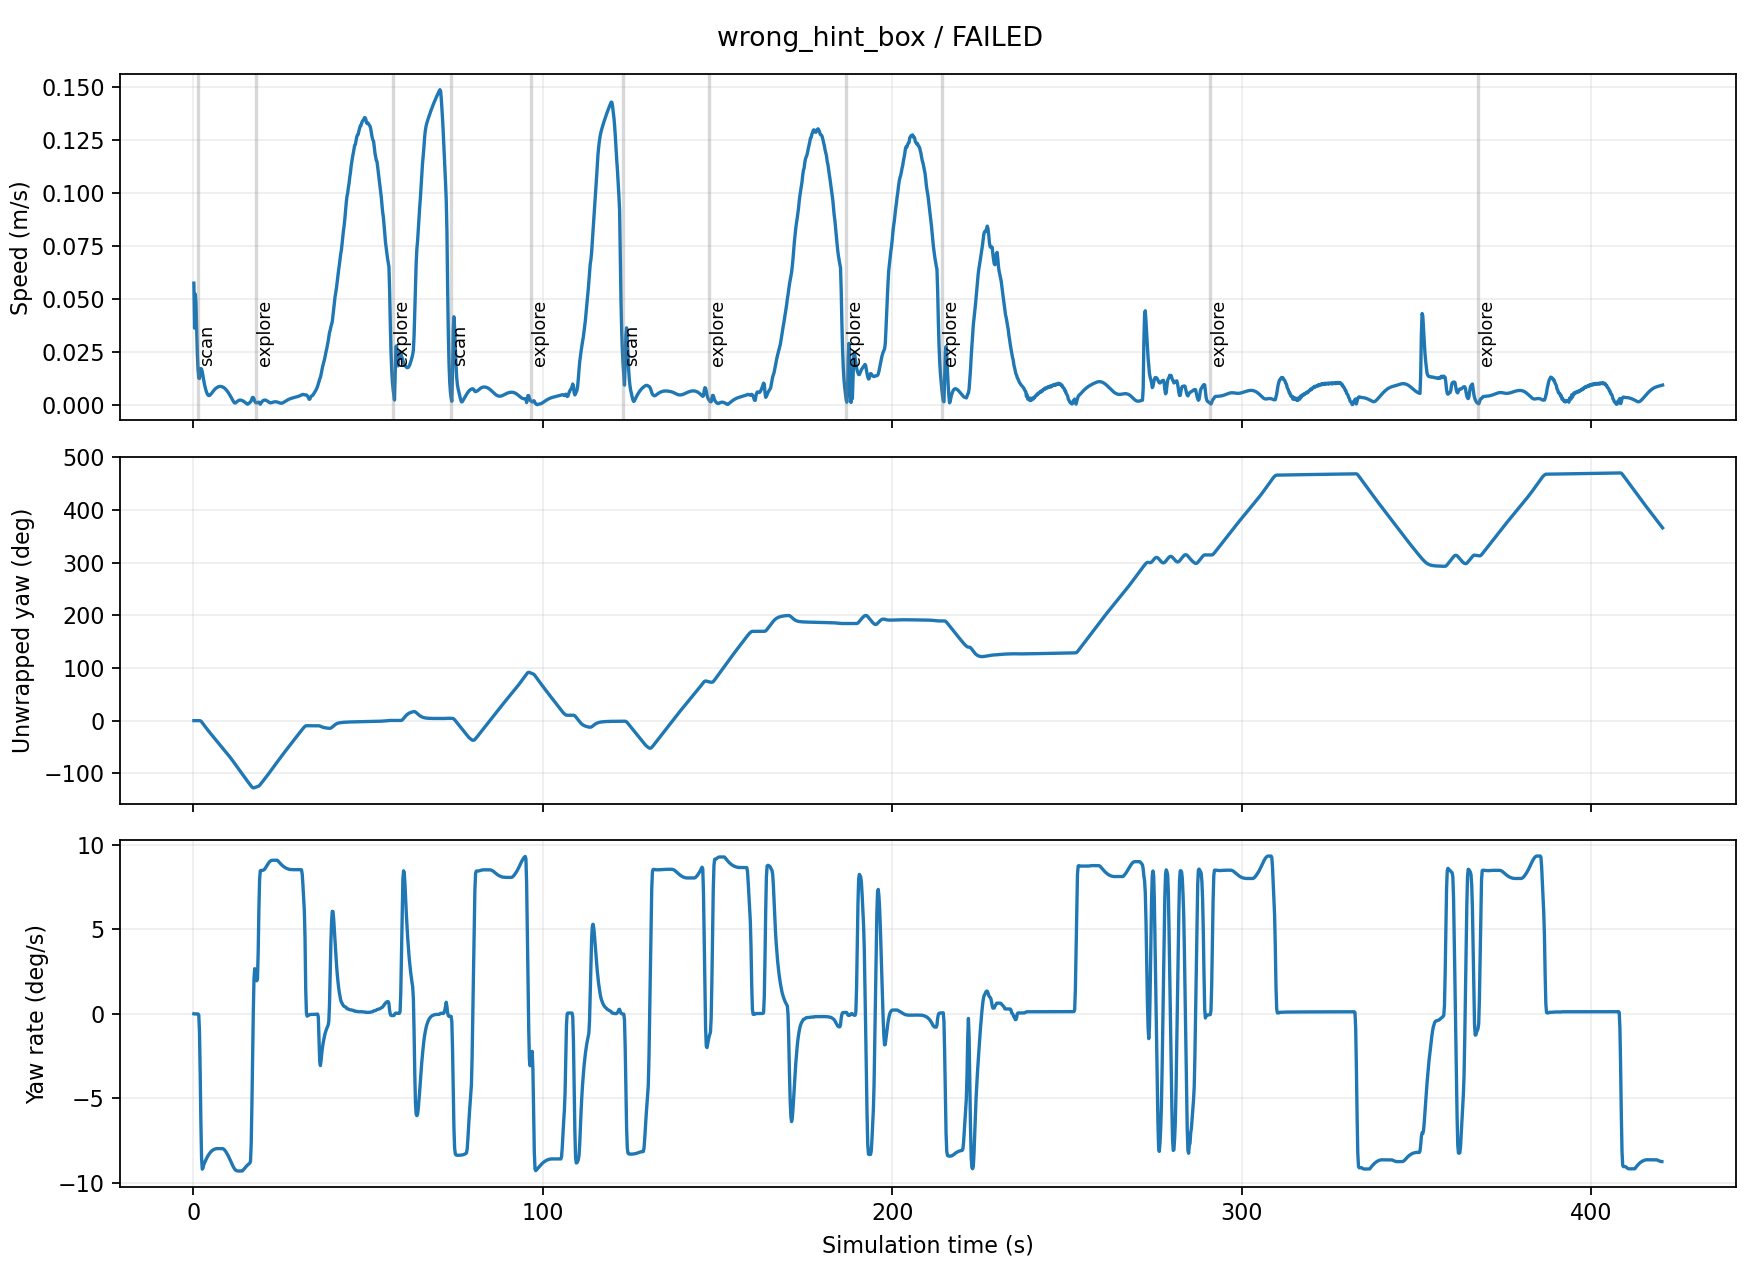 wrong_hint_box / FAILED
Speed (m/s)
0.150
0.125
0.100
0.075
0.050
0.025
0.000
scan
explore
explore
scan
explore
scan
explore
explore
explore
explore
explore
Unwrapped yaw (deg)
500
400
300
200
100
0
−100
Yaw rate (deg/s)
10
5
0
−5
−10
0
100
200
300
400
Simulation time (s)